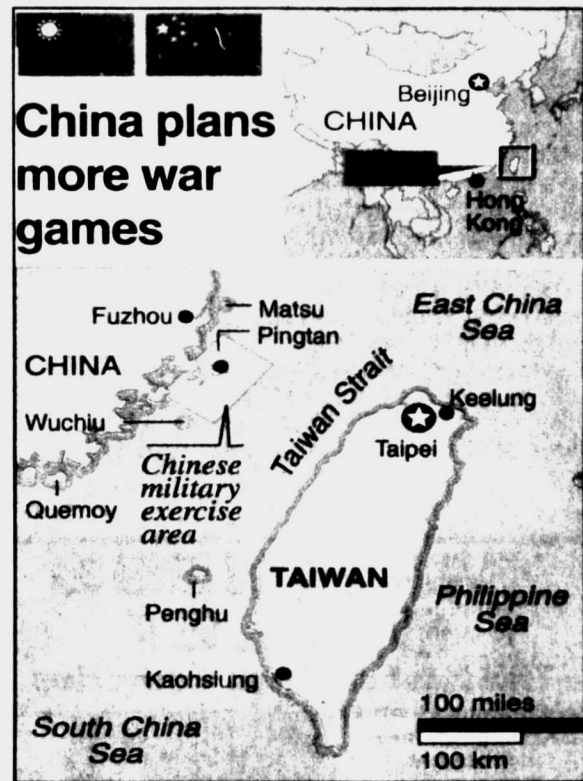 China plans
more war
games
Beijing
CHINA
Hong
Kong
Fuzhou
Matsu
Pingtan
East China
Sea
CHINA
Taiwan Strait
Keelung
Wuchiu
Taipei
Chinese
military
exercise
area
Quemoy
TAIWAN
Penghu
Philippine
Sea
Kaohsiung
100 miles
South China
Sea
100 km